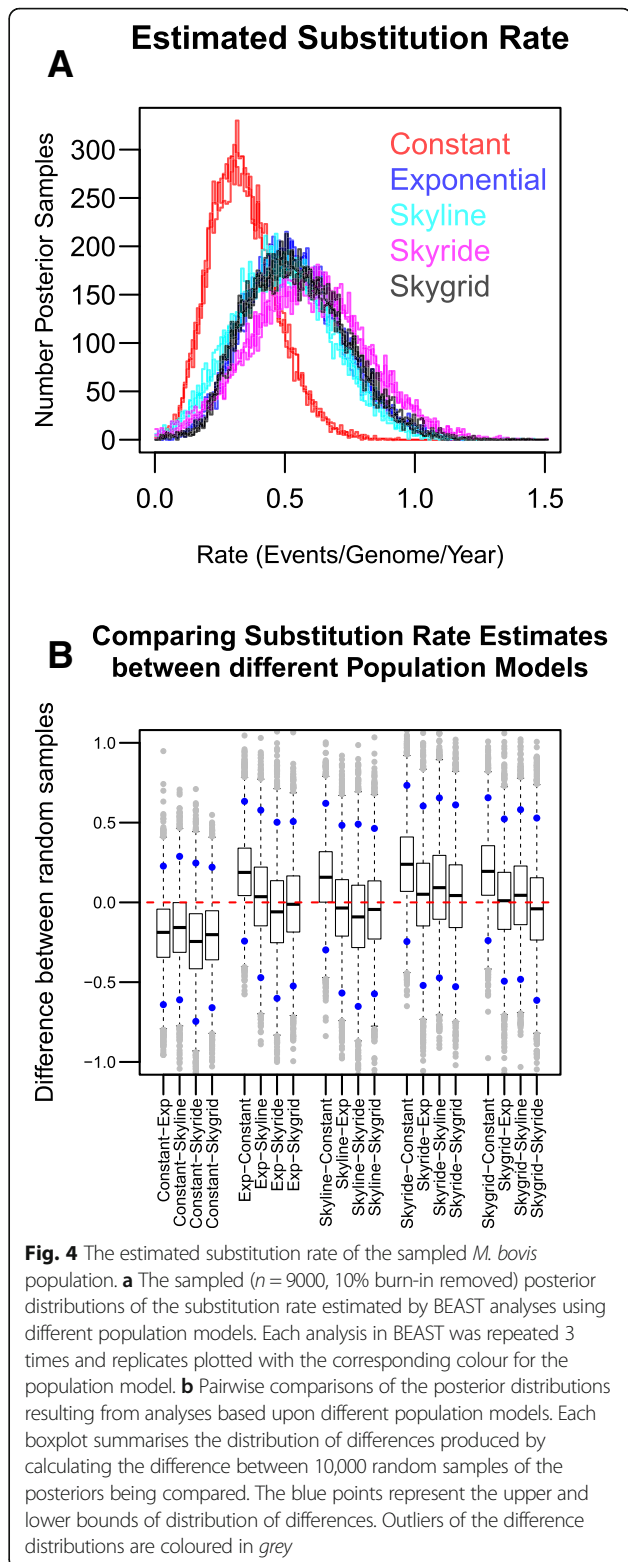 Estimated Substitution Rate
A
Number Posterior Samples
300
250
200
150
100
50
0
Constant
Exponential
Skyline
Skyride
Skygrid
0.0 0.5 1.0 1.5
Rate (Events/Genome/Year)
B
Comparing Substitution Rate Estimates
between different Population Models
Difference between random samples
1.0
0.5
0.0
−0.5
−1.0
Constant−Exp
Constant−Skyline
Constant−Skyride
Constant−Skygrid
Exp−Constant
Exp−Skyline
Exp−Skyride
Exp−Skygrid
Skyline−Constant
Skyline−Exp
Skyline−Skyride
Skyline−Skygrid
Skyride−Constant
Skyride−Exp
Skyride−Skyline
Skyride−Skygrid
Skygrid−Constant
Skygrid−Exp
Skygrid−Skyline
Skygrid−Skyride
Fig. 4 The estimated substitution rate of the sampled M. bovis
population. a The sampled (n = 9000, 10% burn-in removed) posterior
distributions of the substitution rate estimated by BEAST analyses using
different population models. Each analysis in BEAST was repeated 3
times and replicates plotted with the corresponding colour for the
population model. b Pairwise comparisons of the posterior distributions
resulting from analyses based upon different population models. Each
boxplot summarises the distribution of differences produced by
calculating the difference between 10,000 random samples of the
posteriors being compared. The blue points represent the upper and
lower bounds of distribution of differences. Outliers of the difference
distributions are coloured in grey